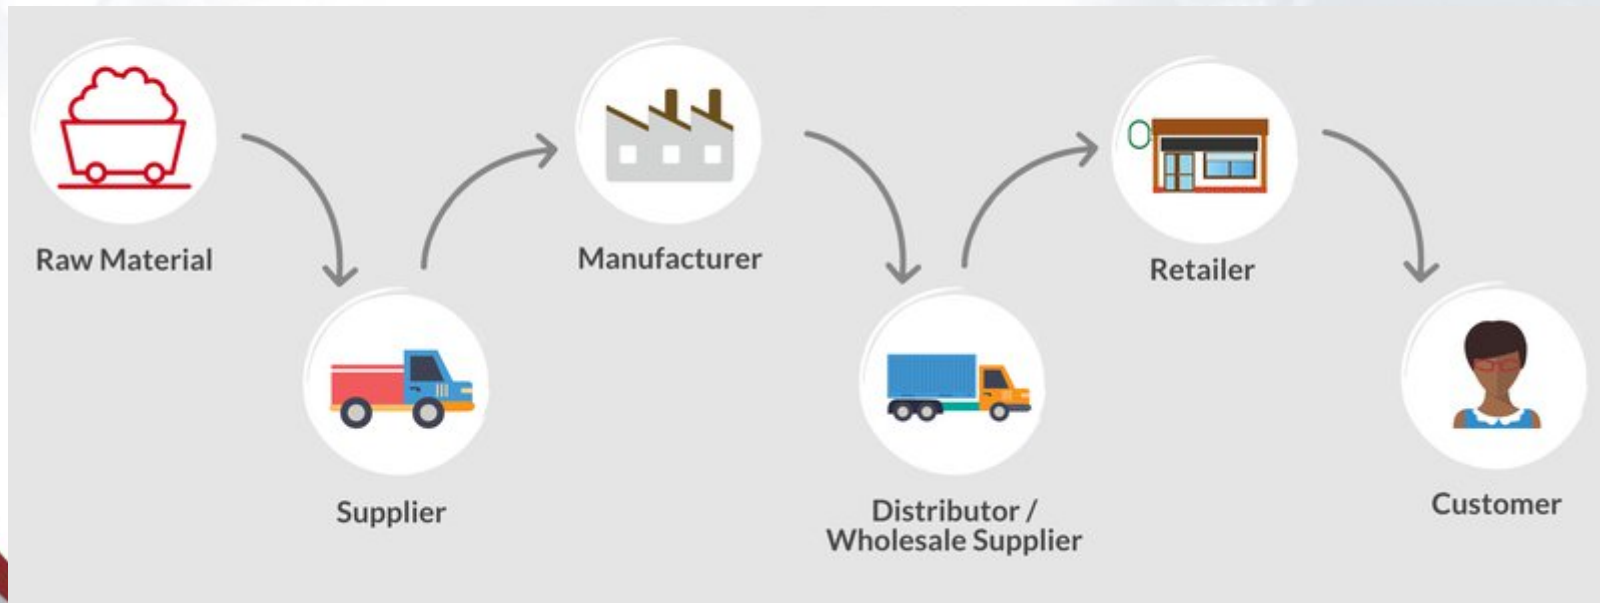 Raw Material
Supplier
Manufacturer
Distributor /
Wholesale Supplier
Retailer
Customer